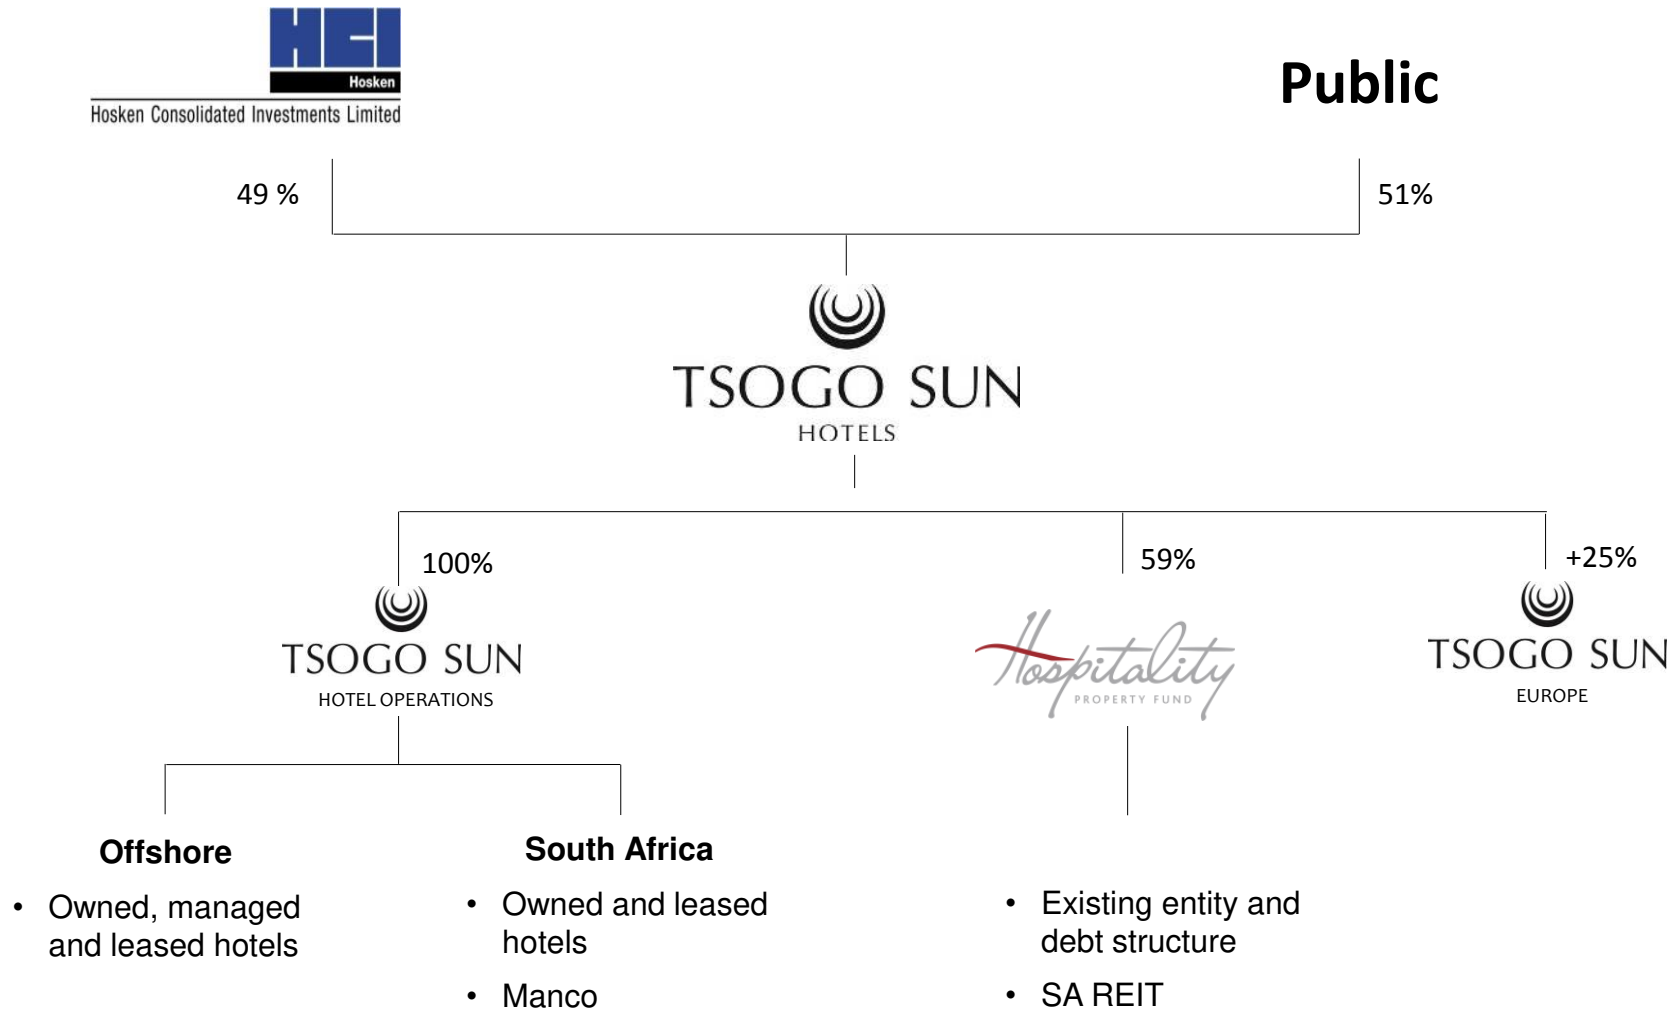 HCI
Hosken
Hosken Consolidated Investments Limited
Public
49 %
51%
TSOGO SUN
HOTELS
100%
59%
+25%
TSOGO SUN
HOTEL OPERATIONS
Hospitality
PROPERTY FUND
TSOGO SUN
EUROPE
Offshore
• Owned, managed
and leased hotels
South Africa
• Owned and leased
hotels
• Manco
• Existing entity and
debt structure
• SA REIT